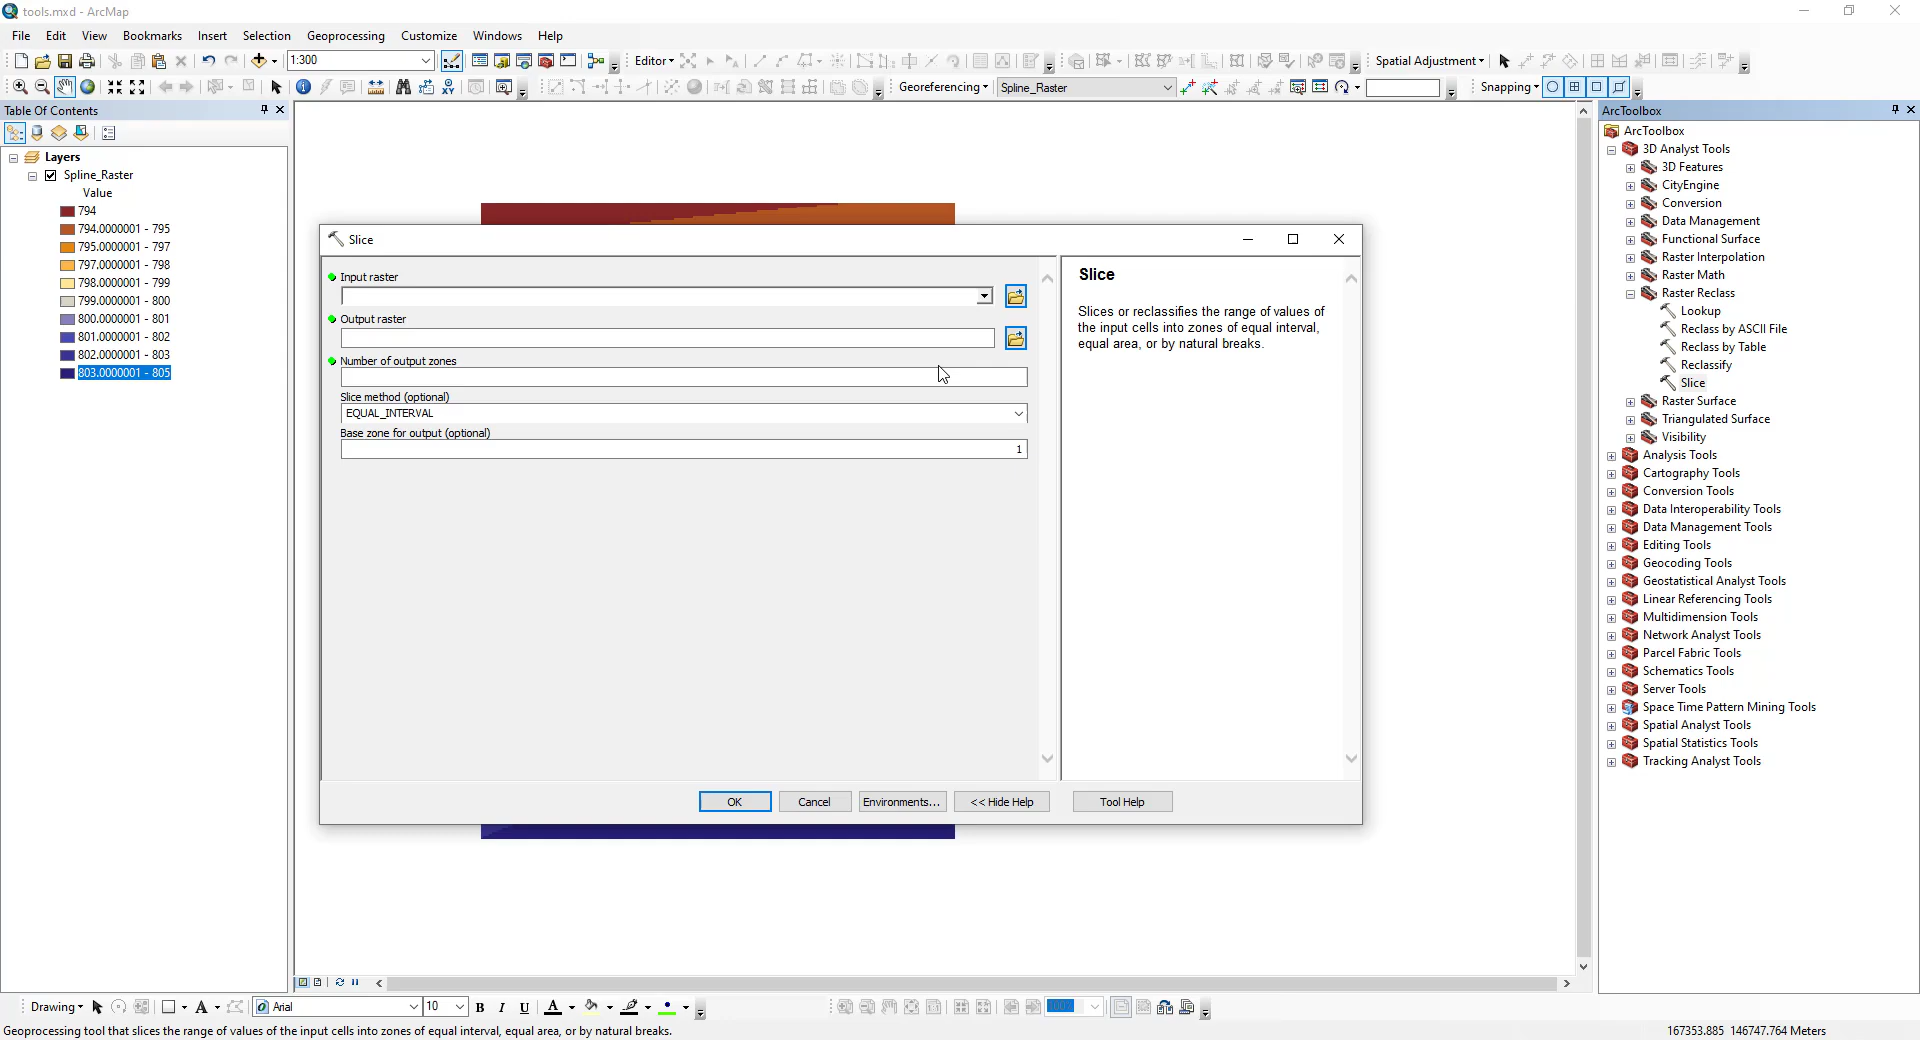 tools.mxd - ArcMap
File Edit View Bookmarks Insert Selection Geoprocessing Customize Windows Help
1:300
Editor
Spatial Adjustment
Georeferencing
Spline_Raster
Snapping
Table Of Contents
Layers
Spline_Raster
Value
794
794.0000001 - 795
795.0000001 - 797
797.0000001 - 798
798.0000001 - 799
799.0000001 - 800
800.0000001 - 801
801.0000001 - 802
802.0000001 - 803
803.0000001 - 805
Slice
Input raster
Output raster
Number of output zones
Slice method (optional)
EQUAL_INTERVAL
Base zone for output (optional)
1
OK
Cancel
Environments...
<< Hide Help
Slice
Slices or reclassifies the range of values of
the input cells into zones of equal interval,
equal area, or by natural breaks.
Tool Help
ArcToolbox
ArcToolbox
3D Analyst Tools
3D Features
CityEngine
Conversion
Data Management
Functional Surface
Raster Interpolation
Raster Math
Raster Reclass
Lookup
Reclass by ASCII File
Reclass by Table
Reclassify
Slice
Raster Surface
Triangulated Surface
Visibility
Analysis Tools
Cartography Tools
Conversion Tools
Data Interoperability Tools
Data Management Tools
Editing Tools
Geocoding Tools
Geostatistical Analyst Tools
Linear Referencing Tools
Multidimension Tools
Network Analyst Tools
Parcel Fabric Tools
Schematics Tools
Server Tools
Space Time Pattern Mining Tools
Spatial Analyst Tools
Spatial Statistics Tools
Tracking Analyst Tools
Drawing
Arial
10
B I U A
Geoprocessing tool that slices the range of values of the input cells into zones of equal interval, equal area, or by natural breaks.
167353.885 146747.764 Meters